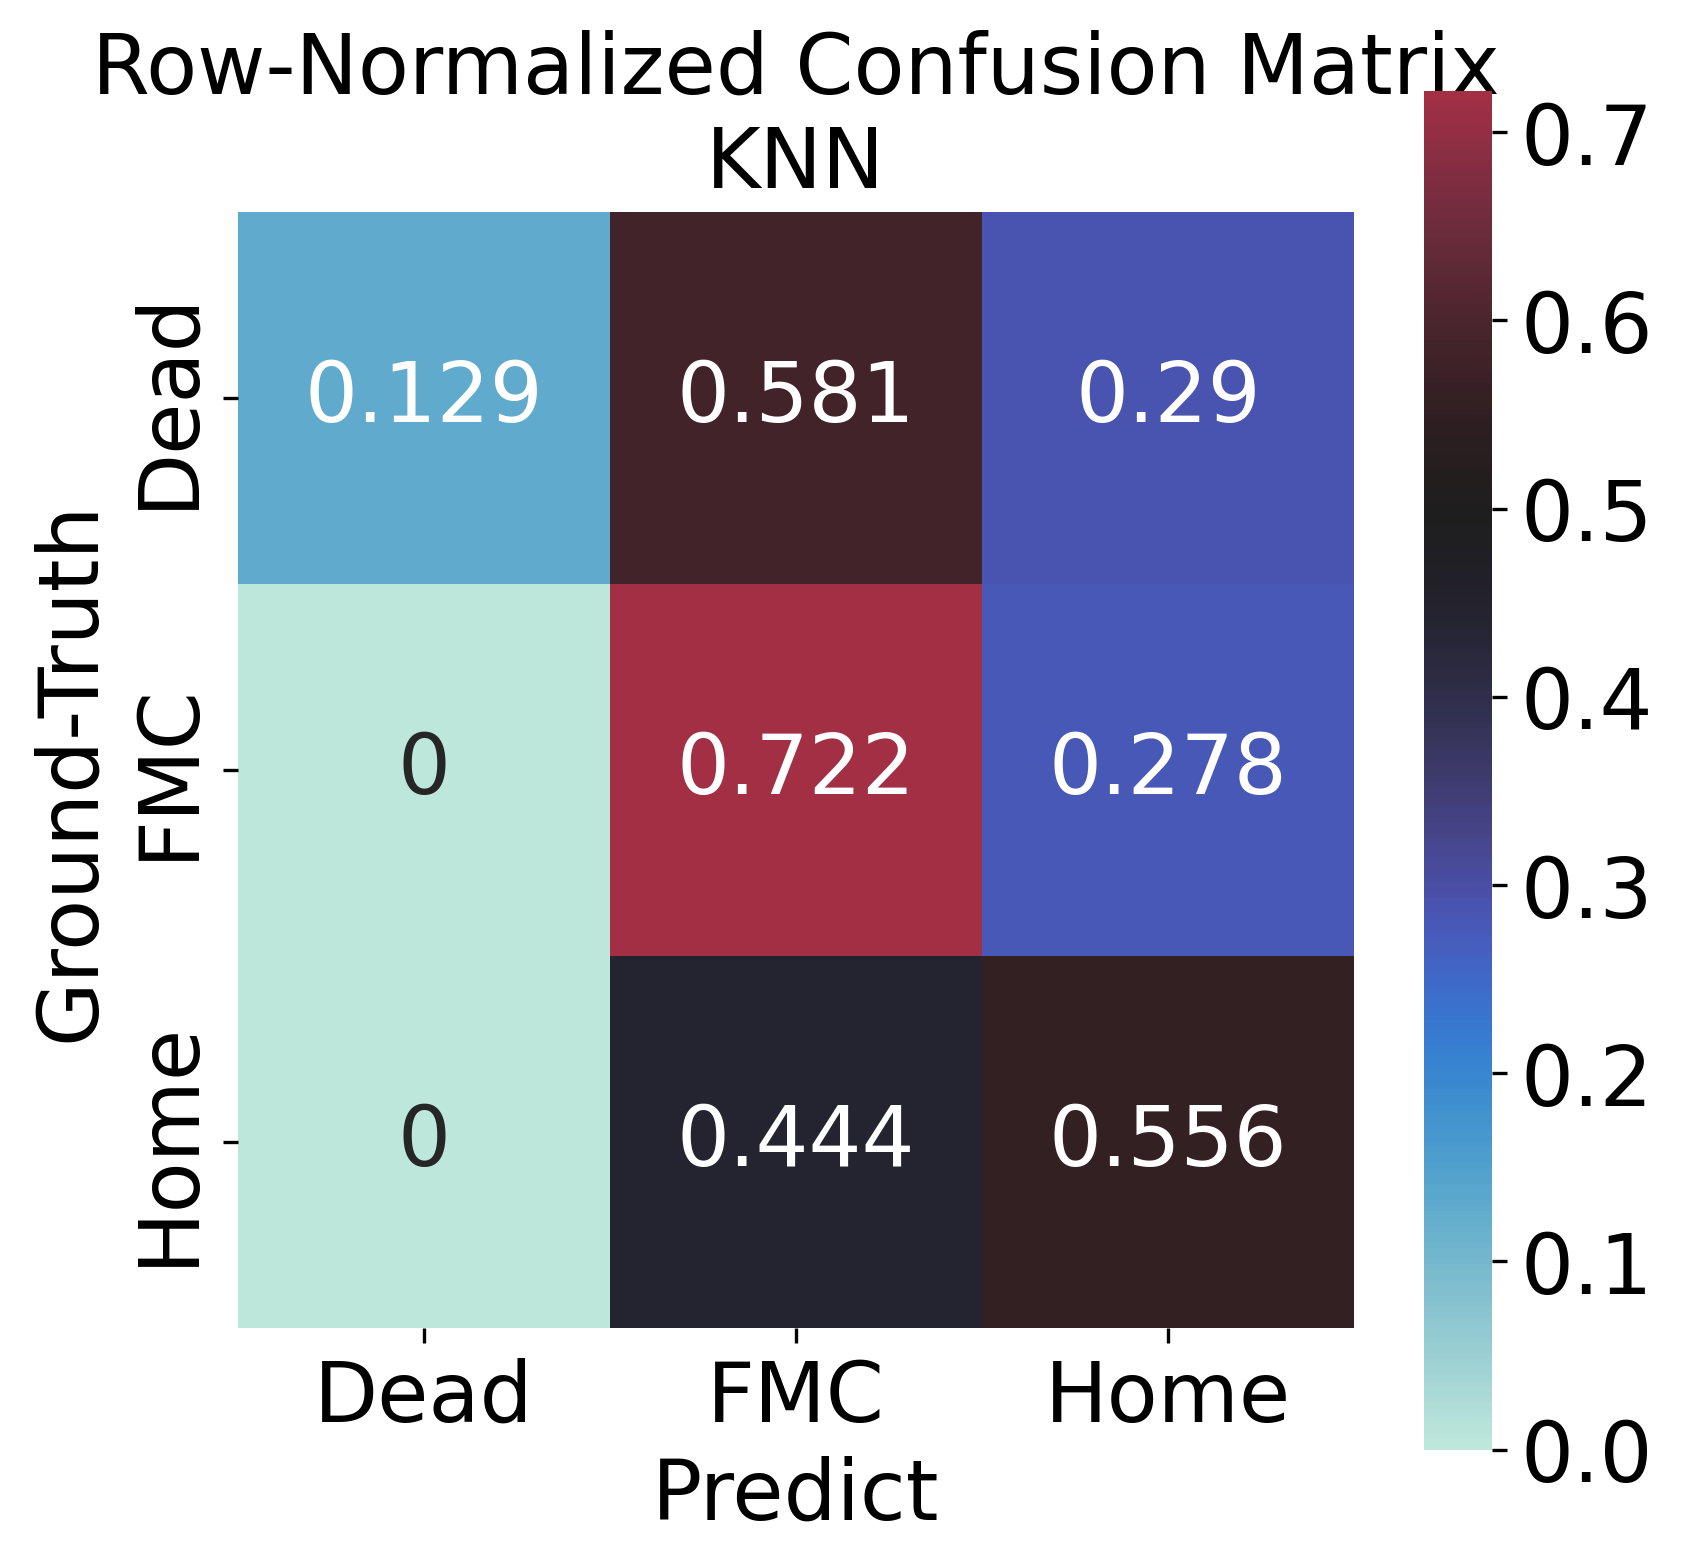 Row-Normalized Confusion Matrix
KNN
0.7
0.6
0.5
0.4
0.3
0.2
0.1
0.0
Ground-Truth
Dead
0.129 0.581 0.29
FMC
0 0.722 0.278
Home
0 0.444 0.556
Dead FMC Home
Predict